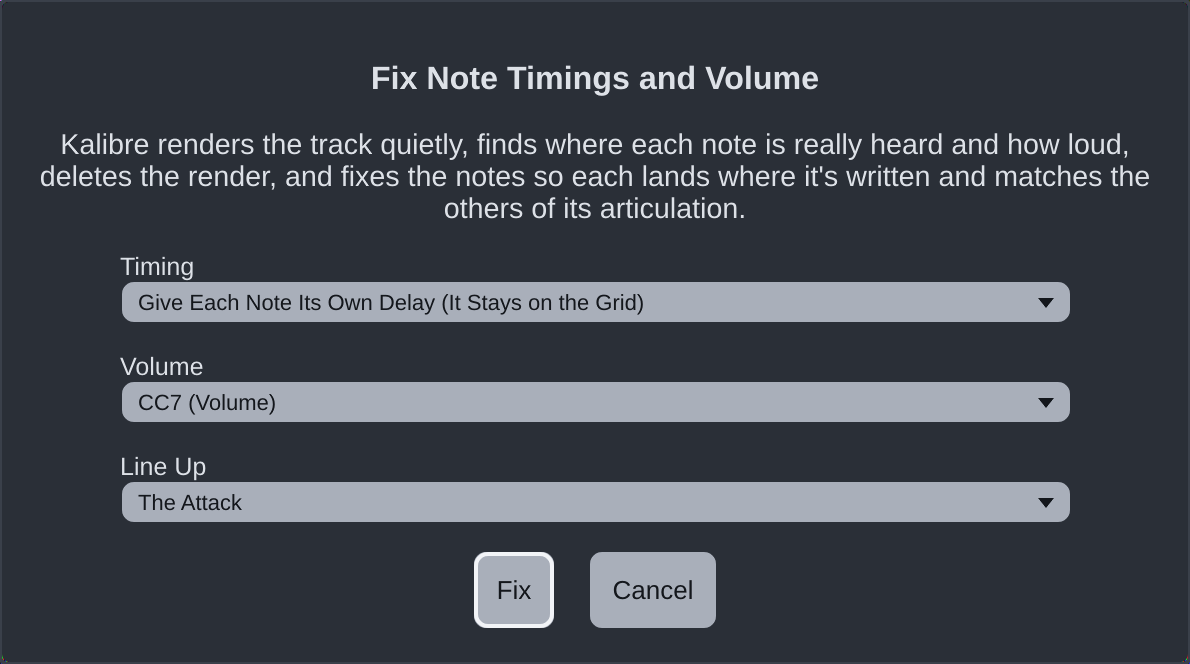 Fix Note Timings and Volume
Kalibre renders the track quietly, finds where each note is really heard and how loud,
deletes the render, and fixes the notes so each lands where it's written and matches the
others of its articulation.
Timing
Give Each Note Its Own Delay (It Stays on the Grid)
Volume
CC7 (Volume)
Line Up
The Attack
Fix
Cancel